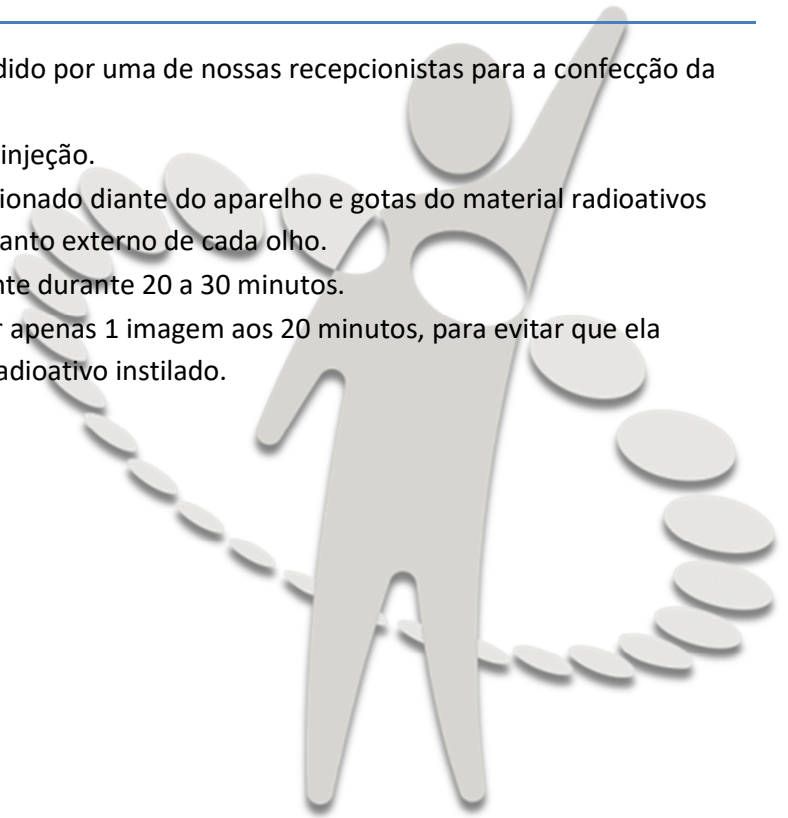 dido por uma de nossas recepcionistas para a confecção da
injeção.
ionado diante do aparelho e gotas do material radioativos
anto externo de cada olho.
nte durante 20 a 30 minutos.
r apenas 1 imagem aos 20 minutos, para evitar que ela
adioativo instilado.